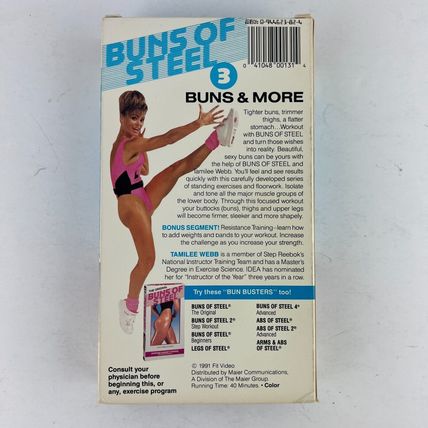 BUNS OF
STEEL
3
ISBN: 0-944671-82-4
0 41048 00131 4
BUNS & MORE
Tighter buns, trimmer
thighs, a flatter
stomach...Workout
with BUNS OF STEEL
and turn those wishes
into reality. Beautiful,
sexy buns can be yours with
the help of BUNS OF STEEL and
Tamilee Webb. You'll feel and see results
quickly with this carefully developed series
of standing exercises and floorwork. Isolate
and tone all the major muscle groups of
the lower body. Through this focused workout
your buttocks (buns), thighs and upper legs
will become firmer, sleeker and more shapely.
BONUS SEGMENT! Resistance Training–learn how
to add weights and bands to your workout. Increase
the challenge as you increase your strength.
TAMILEE WEBB is a member of Step Reebok's
National Instructor Training Team and has a Master's
Degree in Exercise Science. IDEA has nominated
her for "Instructor of the Year" three years in a row.
Try these "BUN BUSTERS" too!
BUNS OF
STEEL
BUNS OF STEEL®
The Original
BUNS OF STEEL 2®
Step Workout
BUNS OF STEEL®
Beginners
LEGS OF STEEL®
BUNS OF STEEL 4®
Advanced
ABS OF STEEL®
ABS OF STEEL 2®
Advanced
ARMS & ABS
OF STEEL®
Consult your
physician before
beginning this, or
any, exercise program
© 1991 Fit Video
Distributed by Maier Communications,
A Division of The Maier Group.
Running Time: 40 Minutes. • Color